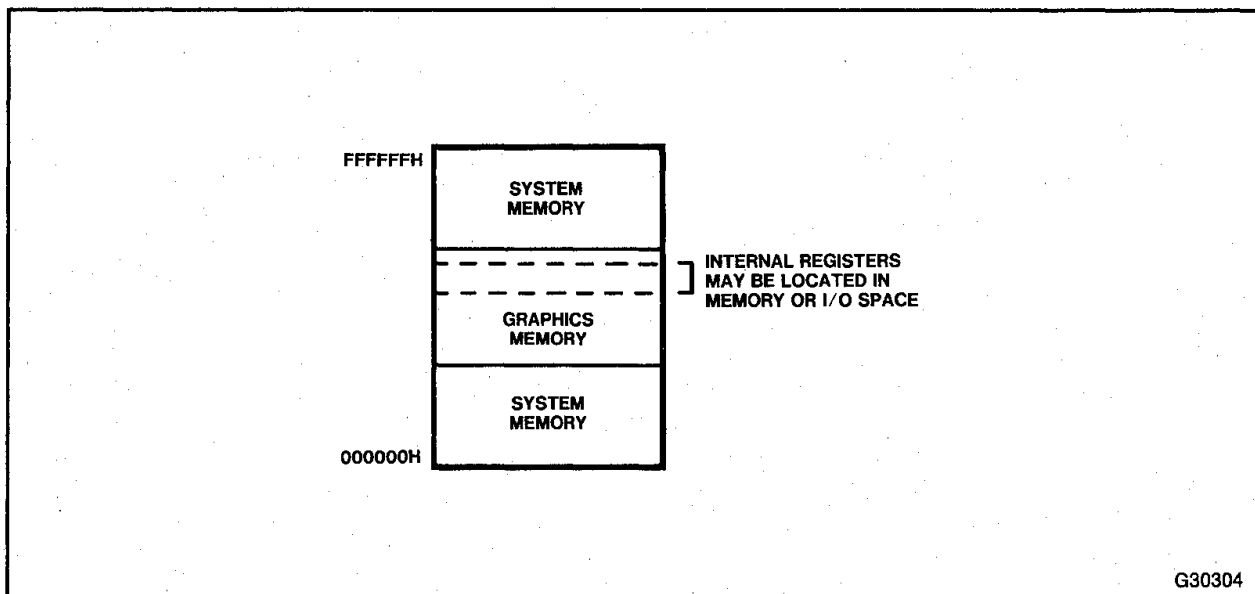 FFFFFFH
SYSTEM
MEMORY
INTERNAL REGISTERS
MAY BE LOCATED IN
MEMORY OR I/O SPACE
GRAPHICS
MEMORY
SYSTEM
MEMORY
000000H
G30304